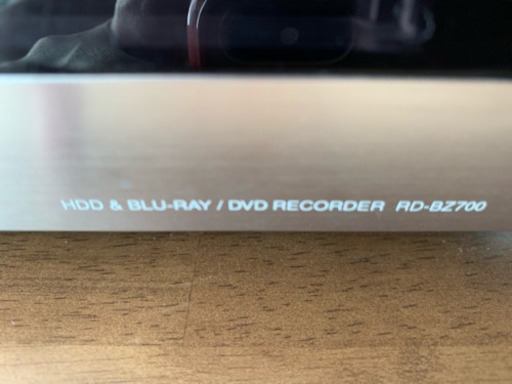 HDD & BLU-RAY / DVD RECORDER RD-BZ700